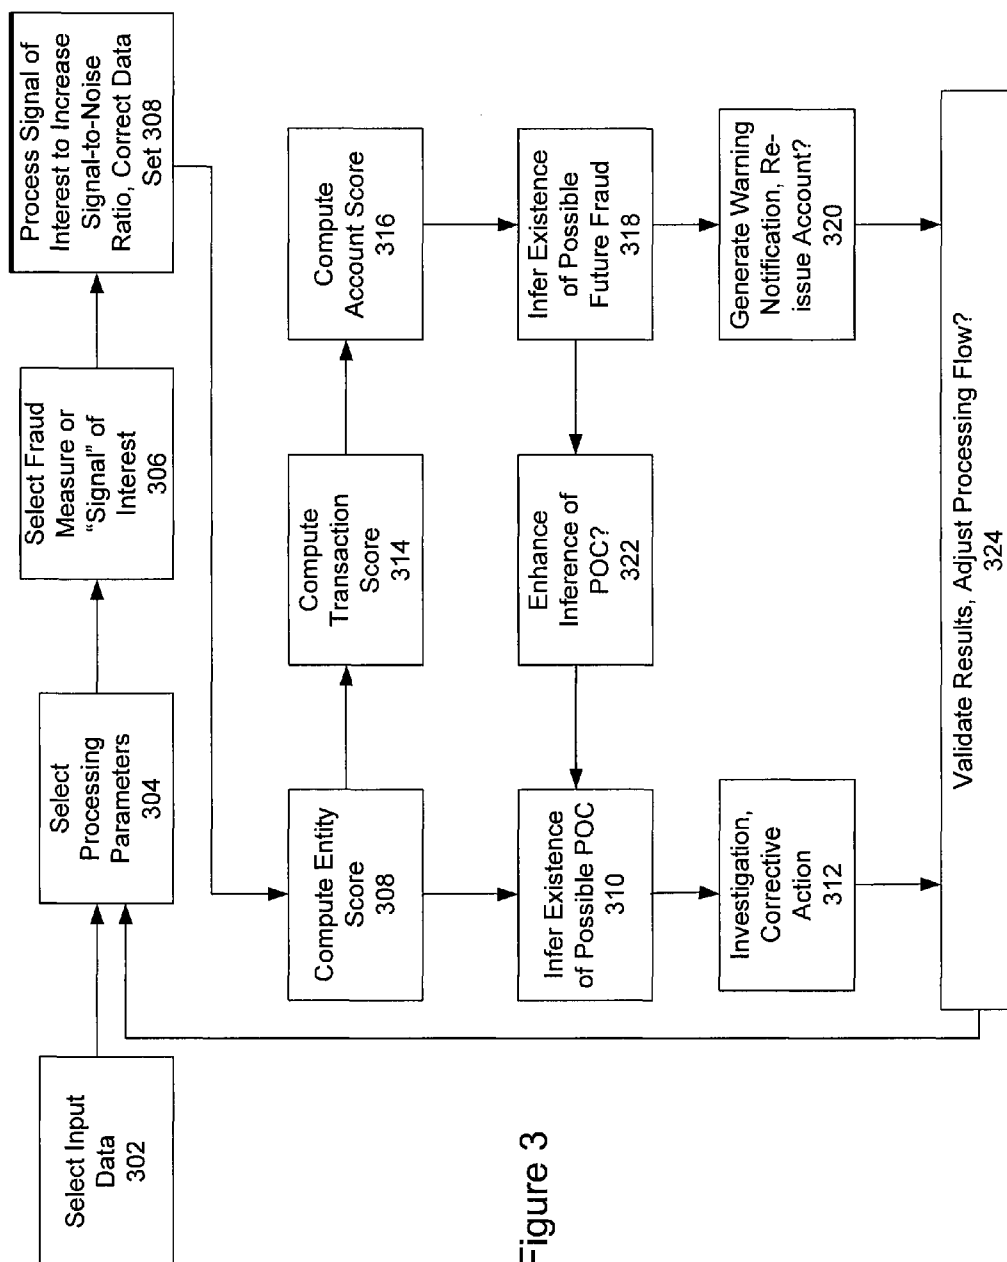 Select Input
Data
302
Select
Processing
Parameters
304
Select Fraud
Measure or
“Signal” of
Interest
306
Process Signal of
Interest to Increase
Signal-to-Noise
Ratio, Correct Data
Set 308
Compute Entity
Score
308
Compute
Transaction
Score
314
Compute
Account Score
316
Infer Existence
of Possible POC
310
Enhance
Inference of
POC?
322
Infer Existence
of Possible
Future Fraud
318
Investigation,
Corrective
Action
312
Generate Warning
Notification, Re-
issue Account?
320
Validate Results, Adjust Processing Flow?
324
Figure 3